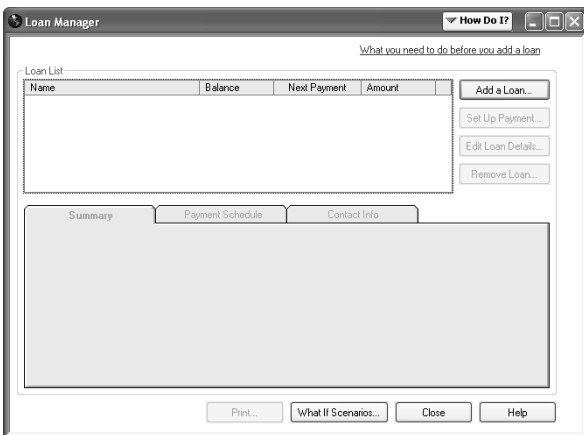 Loan Manager How Do I?
What you need to do before you add a loan
Loan List
Name Balance Next Payment Amount
Add a Loan...
Set Up Payment...
Edit Loan Details...
Remove Loan...
Summary Payment Schedule Contact Info
Print... What If Scenarios... Close Help